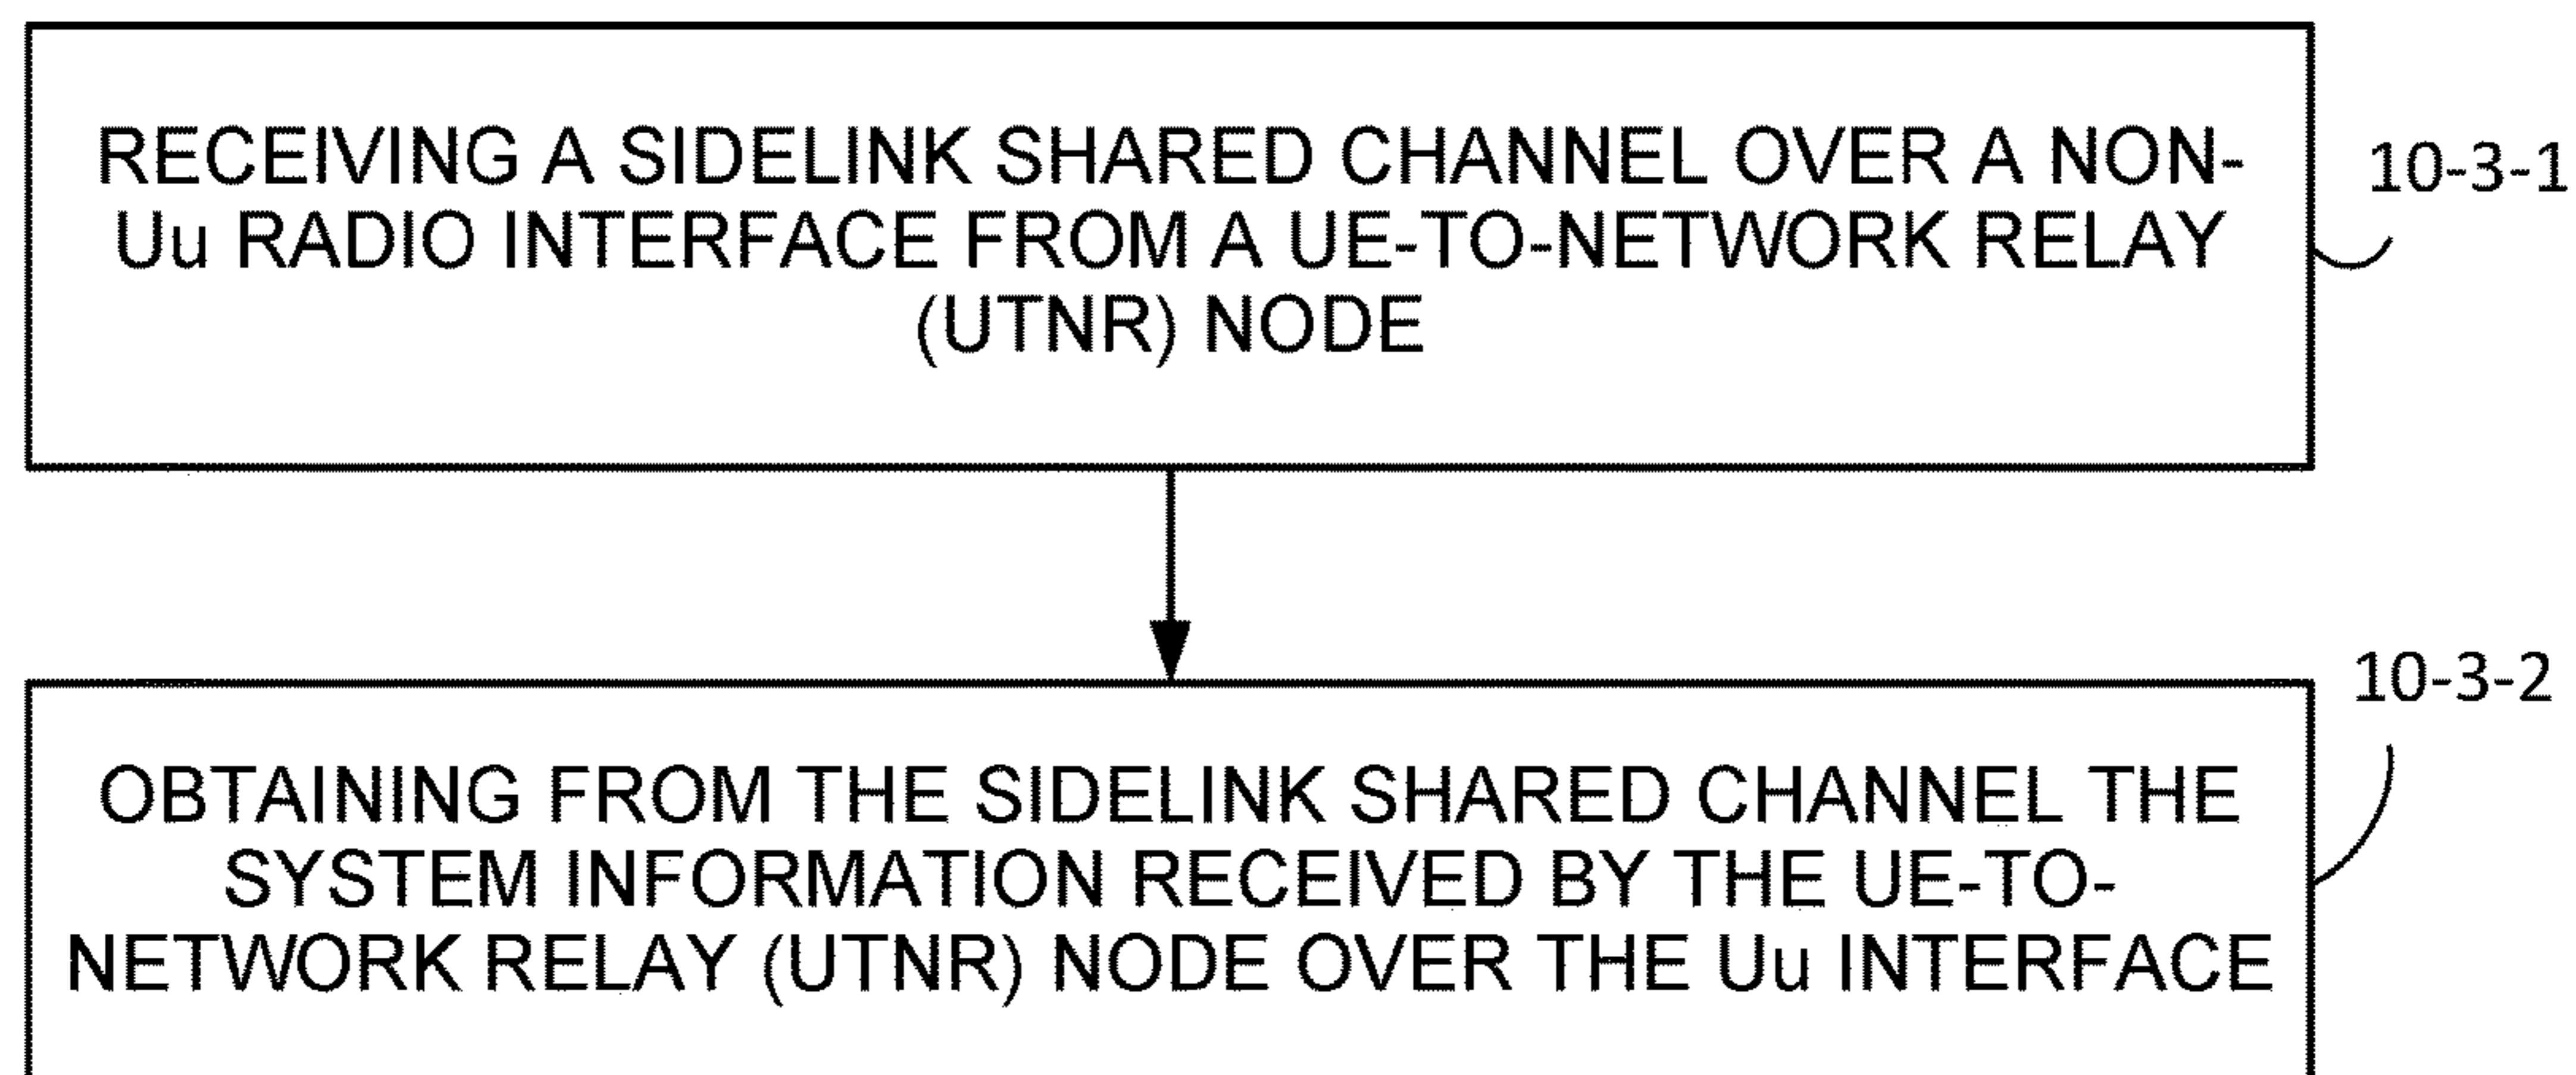 RECEIVING A SIDELINK SHARED CHANNEL OVER A NON-
Uu RADIO INTERFACE FROM A UE-TO-NETWORK RELAY
(UTNR) NODE
10-3-1
10-3-2
OBTAINING FROM THE SIDELINK SHARED CHANNEL THE
SYSTEM INFORMATION RECEIVED BY THE UE-TO-
NETWORK RELAY (UTNR) NODE OVER THE Uu INTERFACE